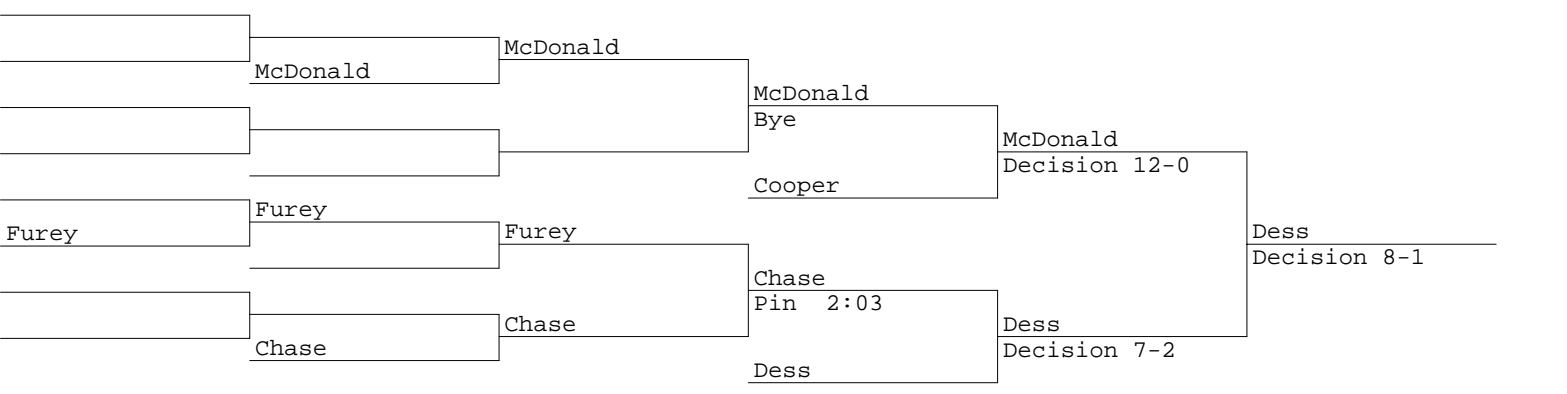 McDonald
McDonald
McDonald
Bye
McDonald
Decision 12-0
Cooper
Furey
Furey
Furey
Dess
Decision 8-1
Chase
Pin  2:03
Chase
Dess
Decision 7-2
Chase
Dess